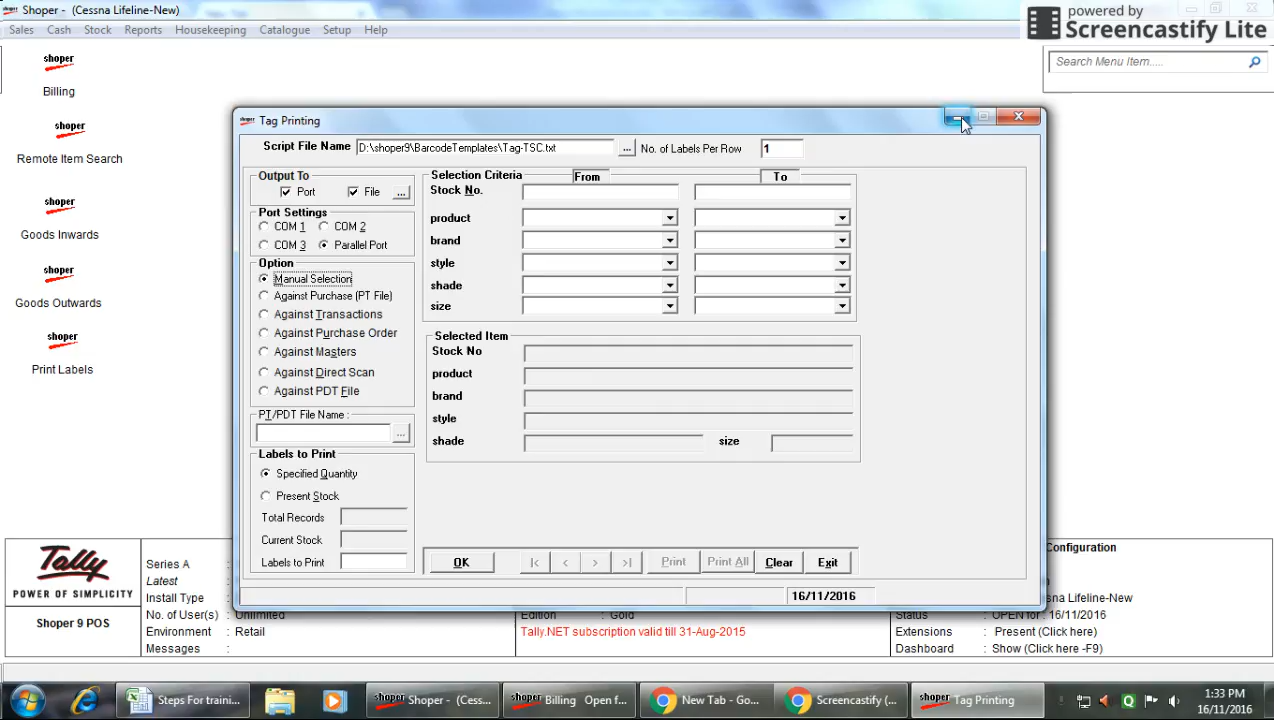 Shoper - (Cessna Lifeline-New)
powered by
Screencastify Lite
Sales Cash Stock Reports Housekeeping Catalogue Setup Help
Search Menu Item.....
shoper
Billing
shoper
Remote Item Search
shoper
Goods Inwards
shoper
Goods Outwards
shoper
Print Labels
shoper Tag Printing
Script File Name D:\shoper9\BarcodeTemplates\Tag-TSC.txt ... No. of Labels Per Row 1
Output To
Port File ...
Port Settings
COM 1 COM 2
COM 3 Parallel Port
Option
Manual Selection
Against Purchase (PT File)
Against Transactions
Against Purchase Order
Against Masters
Against Direct Scan
Against PDT File
PT/PDT File Name :
...
Labels to Print
Specified Quantity
Present Stock
Total Records
Current Stock
Labels to Print
Selection Criteria From To
Stock No.
product
brand
style
shade
size
Selected Item
Stock No
product
brand
style
shade size
OK |< < > >| Print Print All Clear Exit
16/11/2016
Tally
POWER OF SIMPLICITY
Shoper 9 POS
Series A
Latest
Install Type :
No. of User(s) : Unlimited
Environment : Retail
Messages :
Edition : Gold
Tally.NET subscription valid till 31-Aug-2015
Configuration
Cessna Lifeline-New
Status : OPEN for : 16/11/2016
Extensions : Present (Click here)
Dashboard : Show (Click here -F9)
Steps For traini...
shoper Shoper - (Cess...
shoper Billing Open f...
New Tab - Go...
Screencastify (...
shoper Tag Printing
1:33 PM
16/11/2016